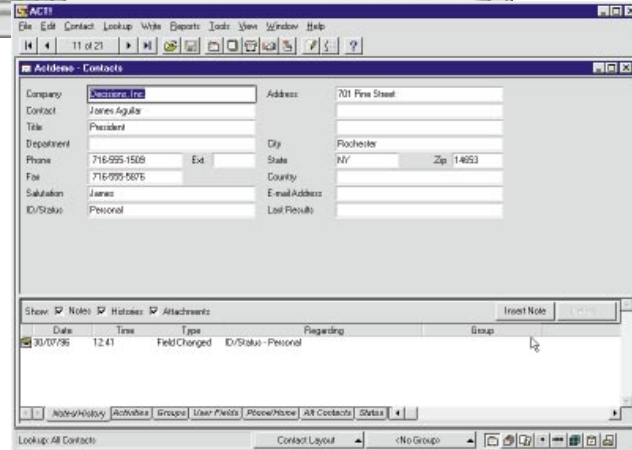 ACT!
File Edit Contact Lookup Write Reports Tools View Window Help
11 of 21
Actdemo - Contacts
Company Decisions, Inc. Address 701 Pine Street
Contact James Aguilar
Title President
Department City Rochester
Phone 716-555-1509 Ext. State NY Zip 14653
Fax 716-555-5876 Country
Salutation James E-mail Address
ID/Status Personal Last Results
Show: Notes Histories Attachments Insert Note
Date Time Type Regarding Group
30/07/96 12:41 Field Changed ID/Status - Personal
Notes/History Activities Groups User Fields Phone/Home Alt Contacts Status
Lookup: All Contacts Contact Layout <No Group>